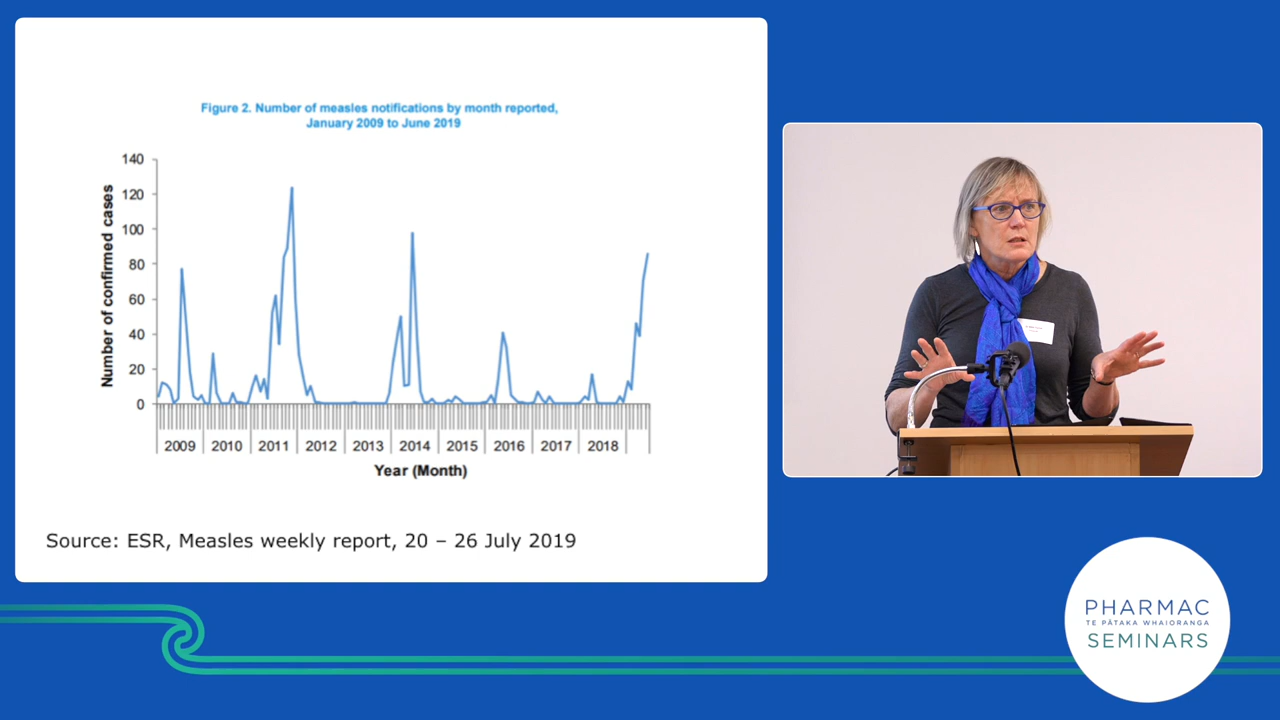 Figure 2. Number of measles notifications by month reported,
January 2009 to June 2019
Number of confirmed cases
140
120
100
80
60
40
20
0
2009 2010 2011 2012 2013 2014 2015 2016 2017 2018
Year (Month)
Source: ESR, Measles weekly report, 20 – 26 July 2019
PHARMAC
TE PĀTAKA WHAIORANGA
SEMINARS